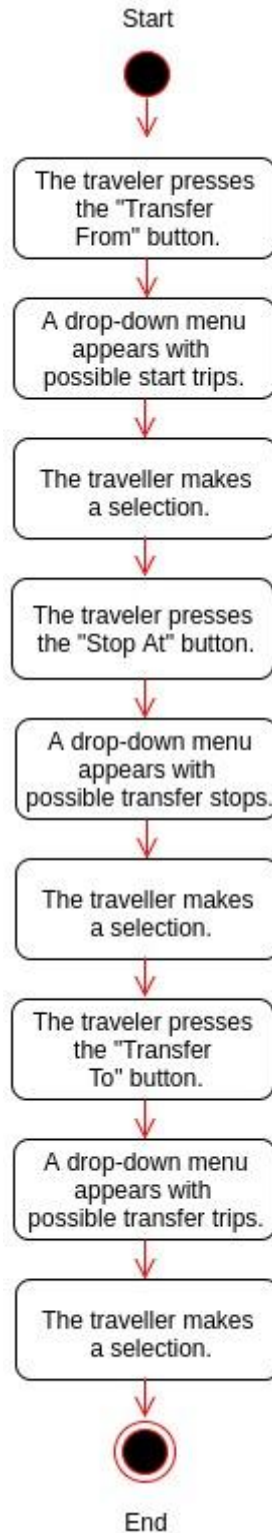 Start
The traveler presses
the "Transfer
From" button.
A drop-down menu
appears with
possible start trips.
The traveller makes
a selection.
The traveler presses
the "Stop At" button.
A drop-down menu
appears with
possible transfer stops.
The traveller makes
a selection.
The traveler presses
the "Transfer
To" button.
A drop-down menu
appears with
possible transfer trips.
The traveller makes
a selection.
End